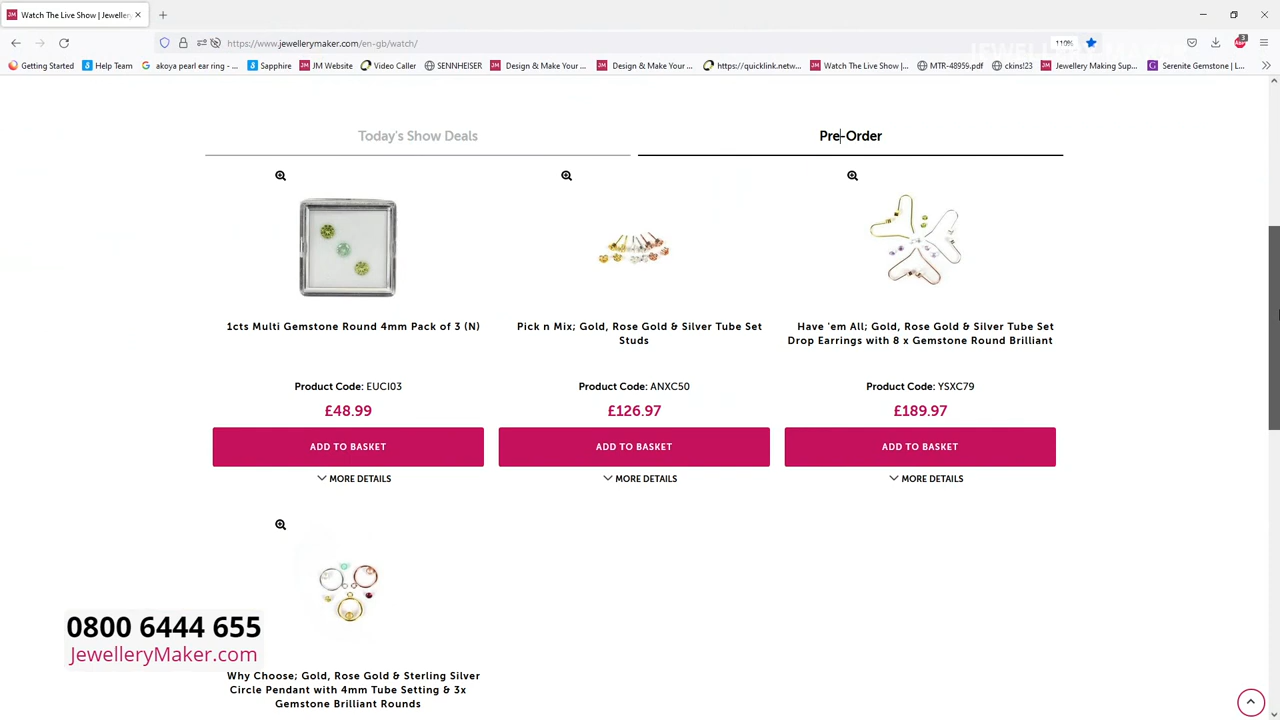 Watch The Live Show | Jeweller
https://www.jewellerymaker.com/en-gb/watch/
110%
3
Getting Started
Help Team
akoya pearl ear ring - ...
Sapphire
JM Website
Video Caller
SENNHEISER
Design & Make Your ...
Design & Make Your ...
https://quicklink.netw...
Watch The Live Show |...
MTR-48959.pdf
ckins!23
Jewellery Making Sup...
Serenite Gemstone | L...
Today's Show Deals
Pre-Order
1cts Multi Gemstone Round 4mm Pack of 3 (N)
Product Code: EUCI03
£48.99
ADD TO BASKET
MORE DETAILS
Pick n Mix; Gold, Rose Gold & Silver Tube Set
Studs
Product Code: ANXC50
£126.97
ADD TO BASKET
MORE DETAILS
Have 'em All; Gold, Rose Gold & Silver Tube Set
Drop Earrings with 8 x Gemstone Round Brilliant
Product Code: YSXC79
£189.97
ADD TO BASKET
MORE DETAILS
Why Choose; Gold, Rose Gold & Sterling Silver
Circle Pendant with 4mm Tube Setting & 3x
Gemstone Brilliant Rounds
0800 6444 655
JewelleryMaker.com